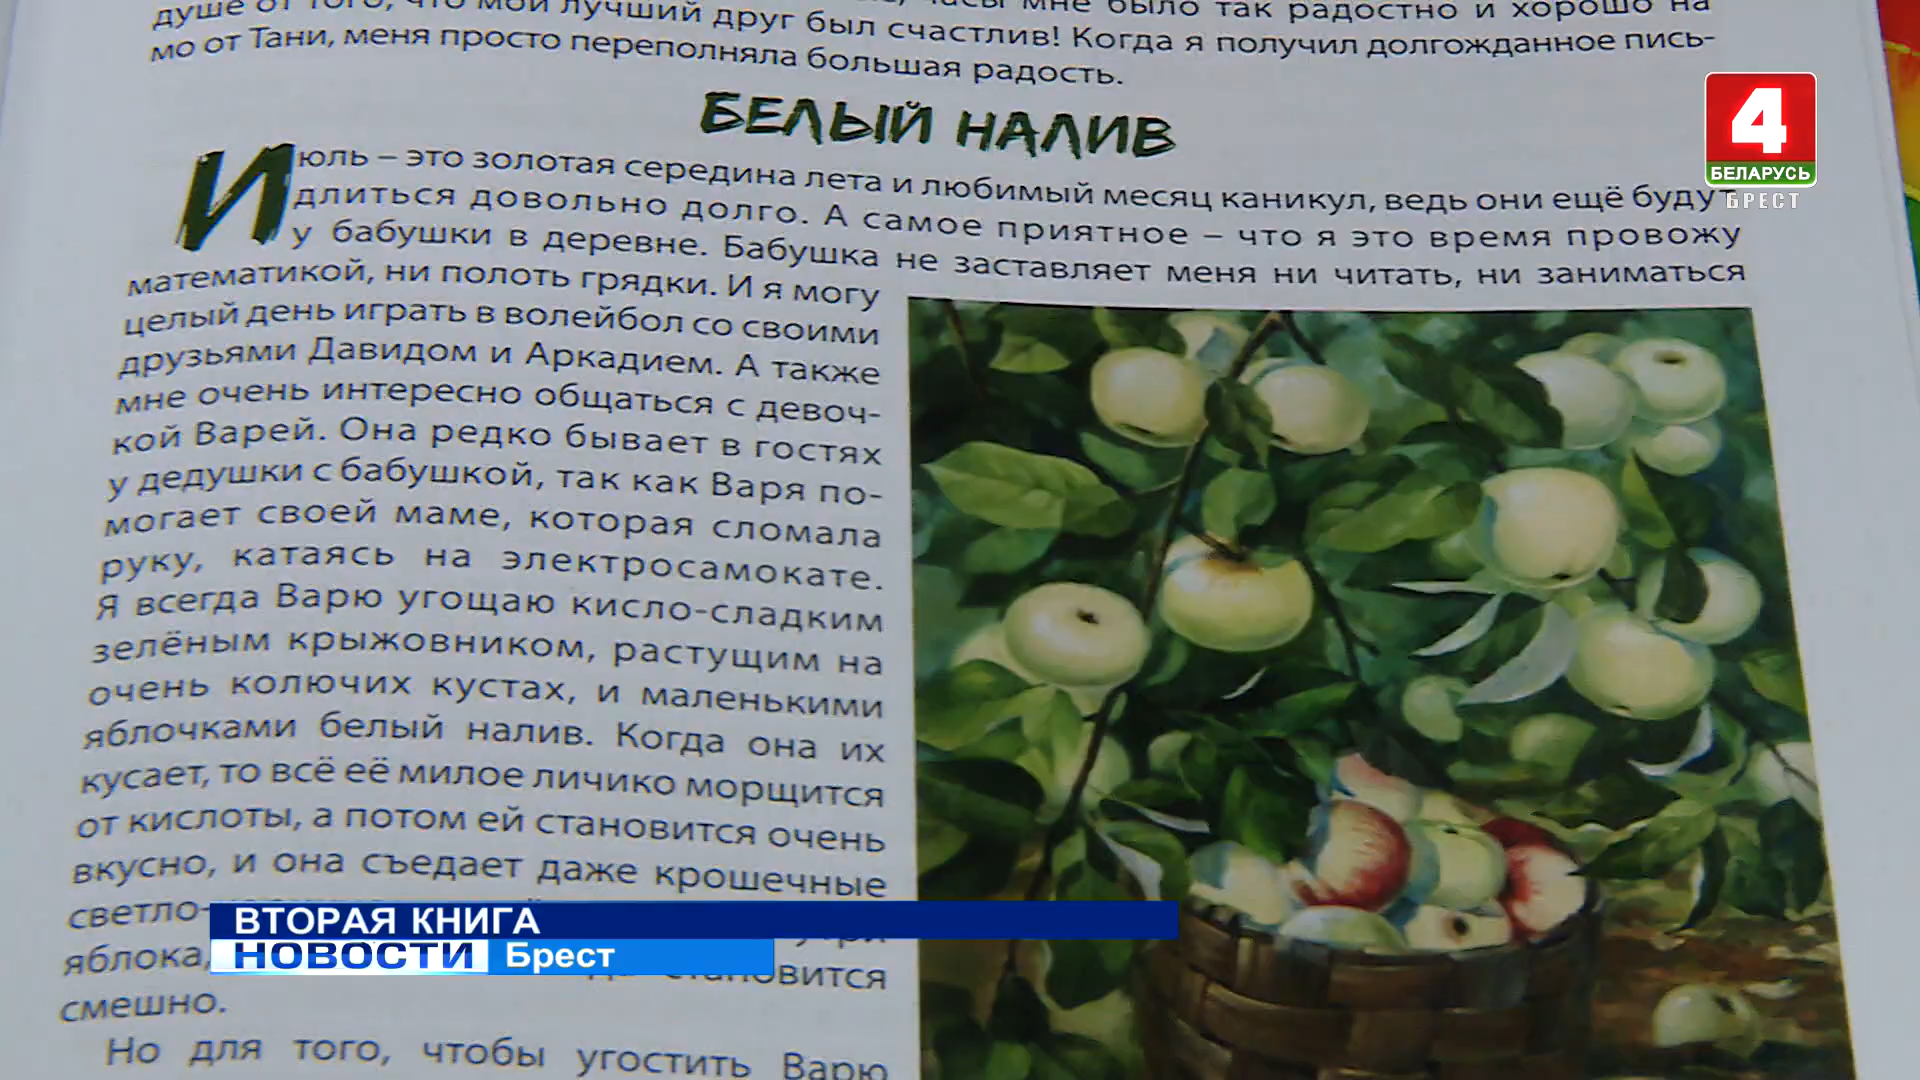 душе от того, что мой лучший друг был счастлив! Когда я получил долгожданное пись-
мо от Тани, меня просто переполняла большая радость.
БЕЛЫЙ НАЛИВ
Июль – это золотая середина лета и любимый месяц каникул, ведь они ещё будут
длиться довольно долго. А самое приятное – что я это время провожу
у бабушки в деревне. Бабушка не заставляет меня ни читать, ни заниматься
математикой, ни полоть грядки. И я могу
целый день играть в волейбол со своими
друзьями Давидом и Аркадием. А также
мне очень интересно общаться с девоч-
кой Варей. Она редко бывает в гостях
у дедушки с бабушкой, так как Варя по-
могает своей маме, которая сломала
руку, катаясь на электросамокате.
Я всегда Варю угощаю кисло-сладким
зелёным крыжовником, растущим на
очень колючих кустах, и маленькими
яблочками белый налив. Когда она их
кусает, то всё её милое личико морщится
от кислоты, а потом ей становится очень
вкусно, и она съедает даже крошечные
светло-
яблока, становится
смешно.
Но для того, чтобы угостить Варю
4
БЕЛАРУСЬ
БРЕСТ
ВТОРАЯ КНИГА
НОВОСТИ Брест